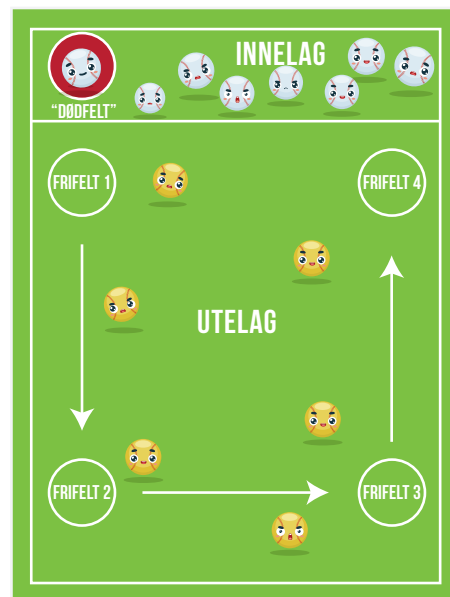 INNELAG
“DØDFELT”
FRIFELT 1
FRIFELT 4
UTELAG
FRIFELT 2
FRIFELT 3